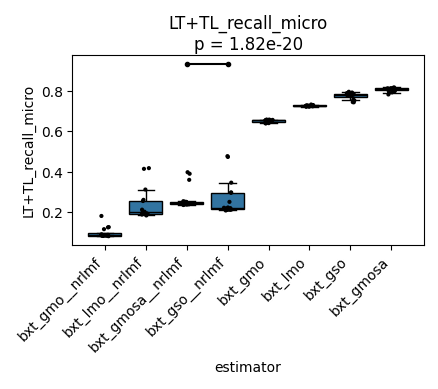 LT+TL_recall_micro
p = 1.82e-20
LT+TL_recall_micro
0.8
0.6
0.4
0.2
bxt_gmo__nrlmf
bxt_lmo__nrlmf
bxt_gmosa__nrlmf
bxt_gso__nrlmf
bxt_gmo
bxt_lmo
bxt_gso
bxt_gmosa
estimator